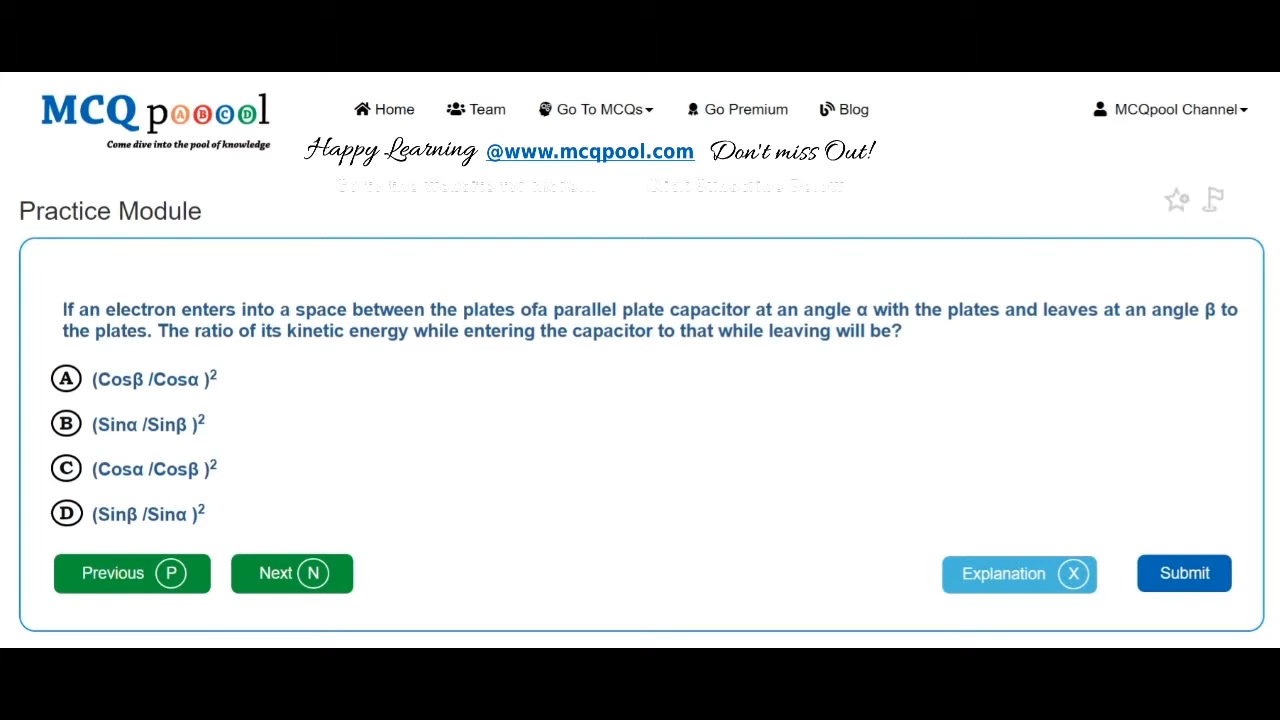 MCQ pooool
Come dive into the pool of knowledge
Home Team Go To MCQs Go Premium Blog MCQpool Channel
Happy Learning @www.mcqpool.com Don't miss Out!
Practice Module
If an electron enters into a space between the plates ofa parallel plate capacitor at an angle α with the plates and leaves at an angle β to
the plates. The ratio of its kinetic energy while entering the capacitor to that while leaving will be?
A (Cosβ /Cosα )²
B (Sinα /Sinβ )²
C (Cosα /Cosβ )²
D (Sinβ /Sinα )²
Previous P Next N Explanation X Submit